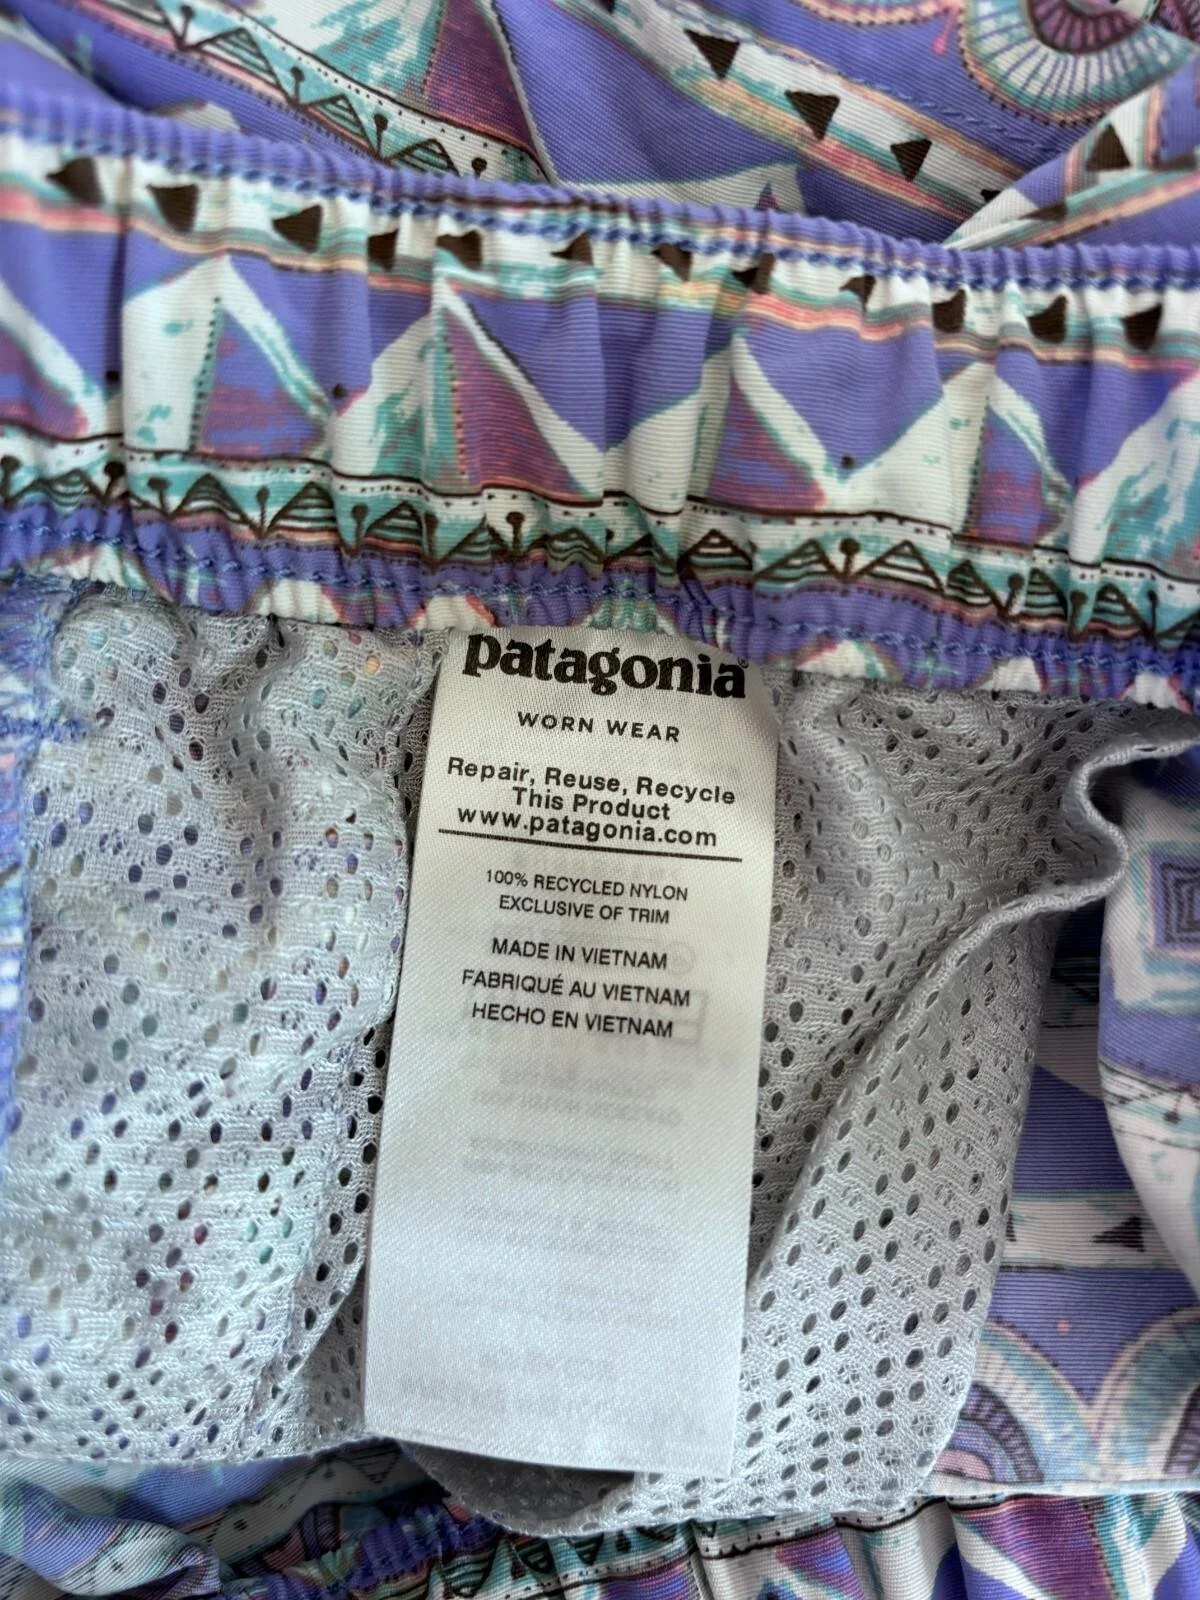 patagonia®
WORN WEAR
Repair, Reuse, Recycle
This Product
www.patagonia.com
100% RECYCLED NYLON
EXCLUSIVE OF TRIM
MADE IN VIETNAM
FABRIQUÉ AU VIETNAM
HECHO EN VIETNAM